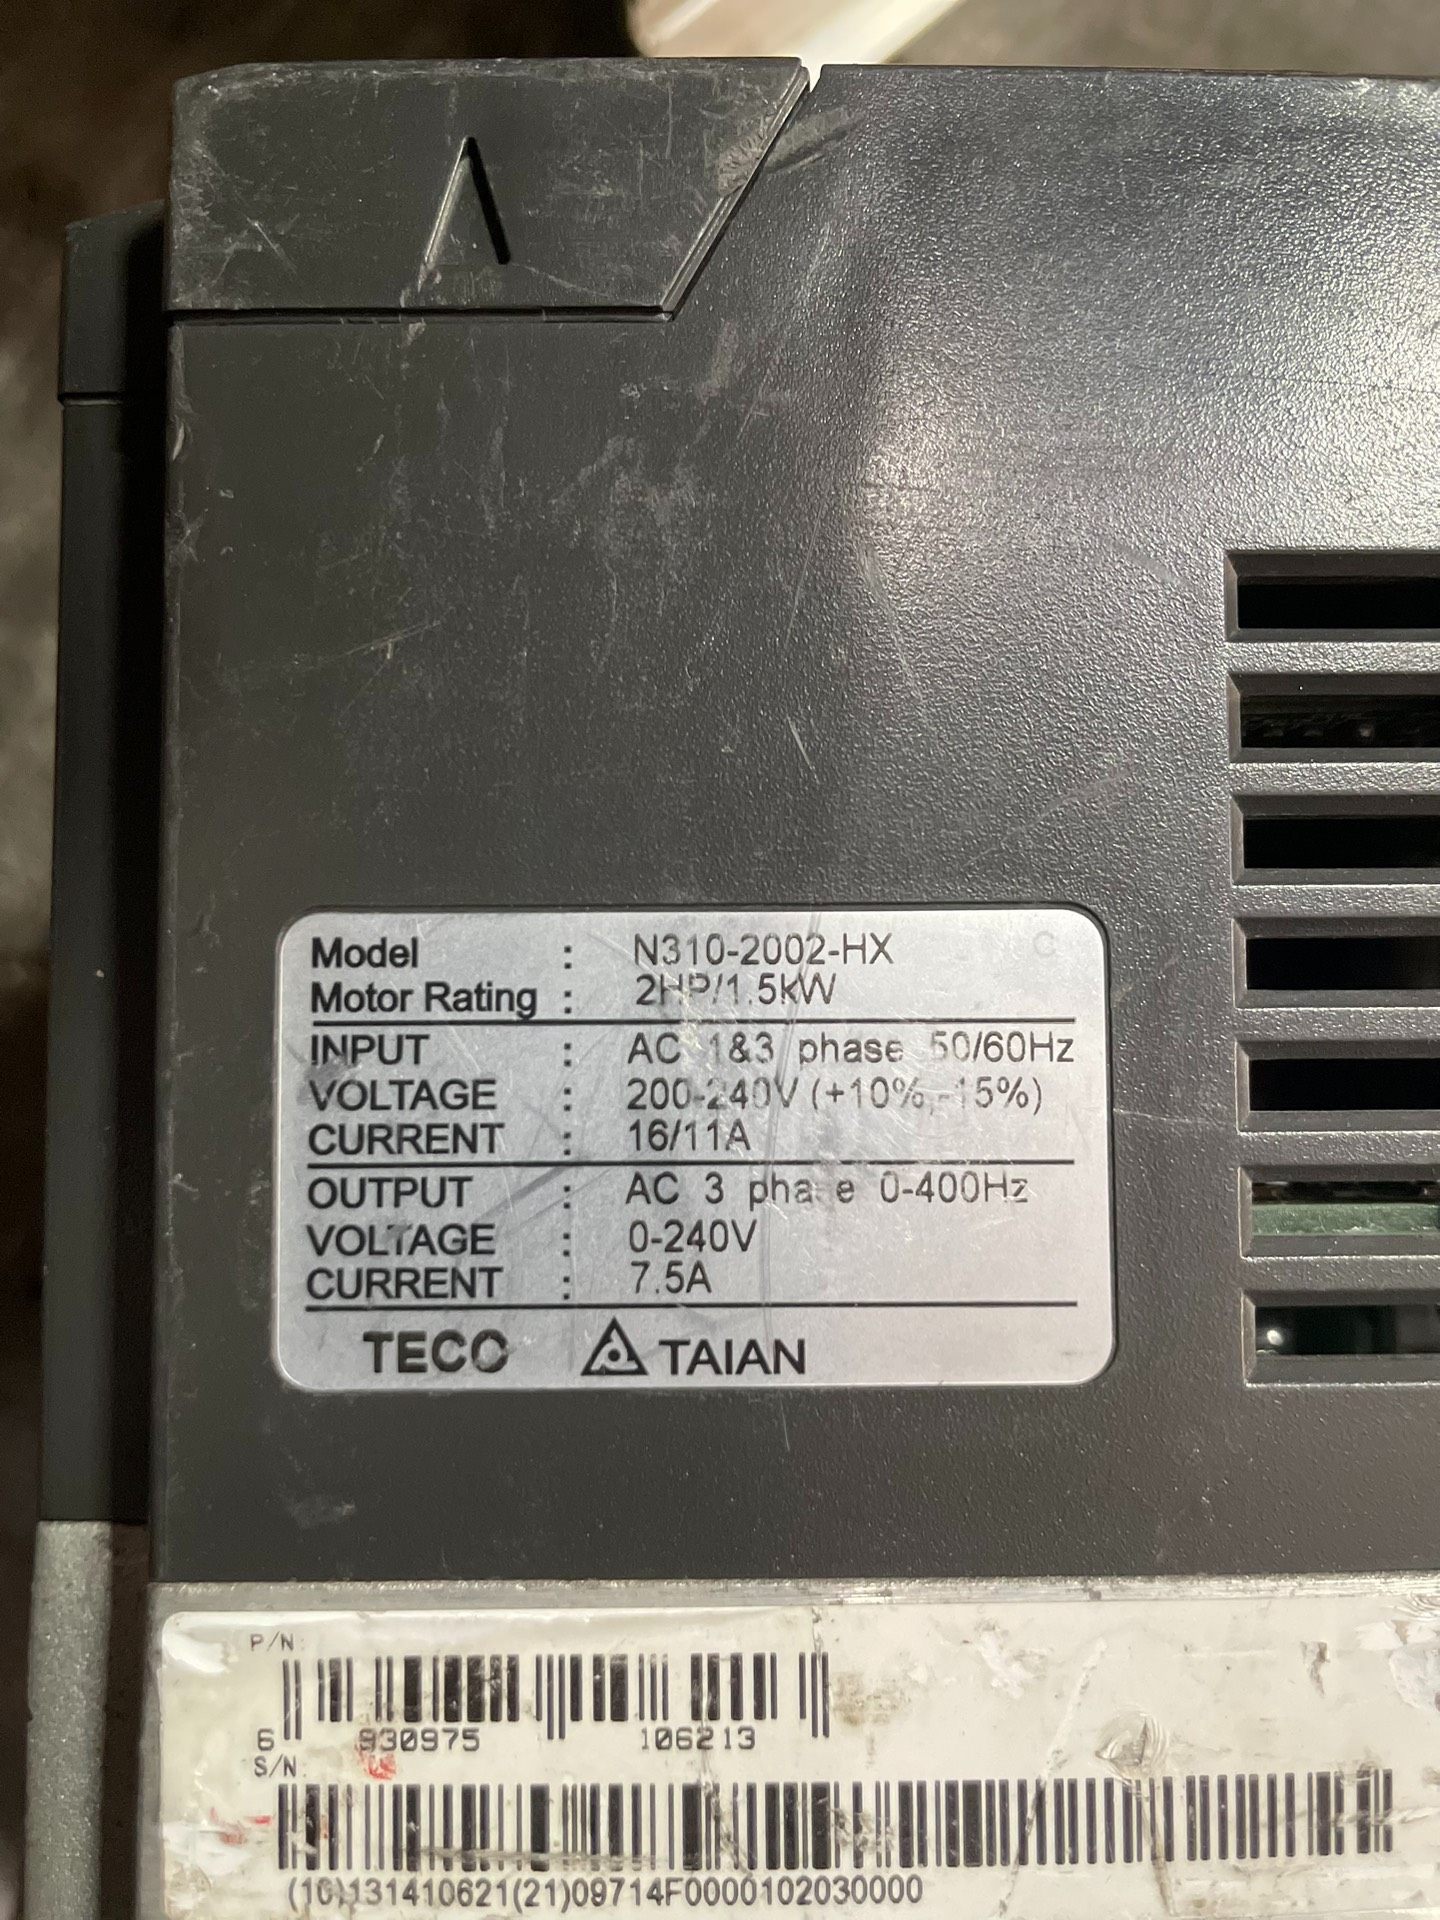 Model : N310-2002-HX
Motor Rating : 2HP/1.5kW
INPUT : AC 1&3 phase 50/60Hz
VOLTAGE : 200-240V (+10%,-15%)
CURRENT : 16/11A
OUTPUT : AC 3 phase 0-400Hz
VOLTAGE : 0-240V
CURRENT : 7.5A
TECO TAIAN
P/N:
6 930975 106213
S/N:
(10)131410621(21)09714F0000102030000